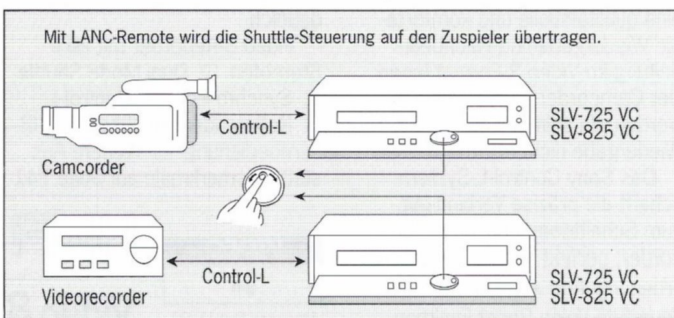 Mit LANC-Remote wird die Shuttle-Steuerung auf den Zuspieler übertragen.
Control-L
SLV-725 VC
SLV-825 VC
Camcorder
Control-L
Videorecorder
SLV-725 VC
SLV-825 VC